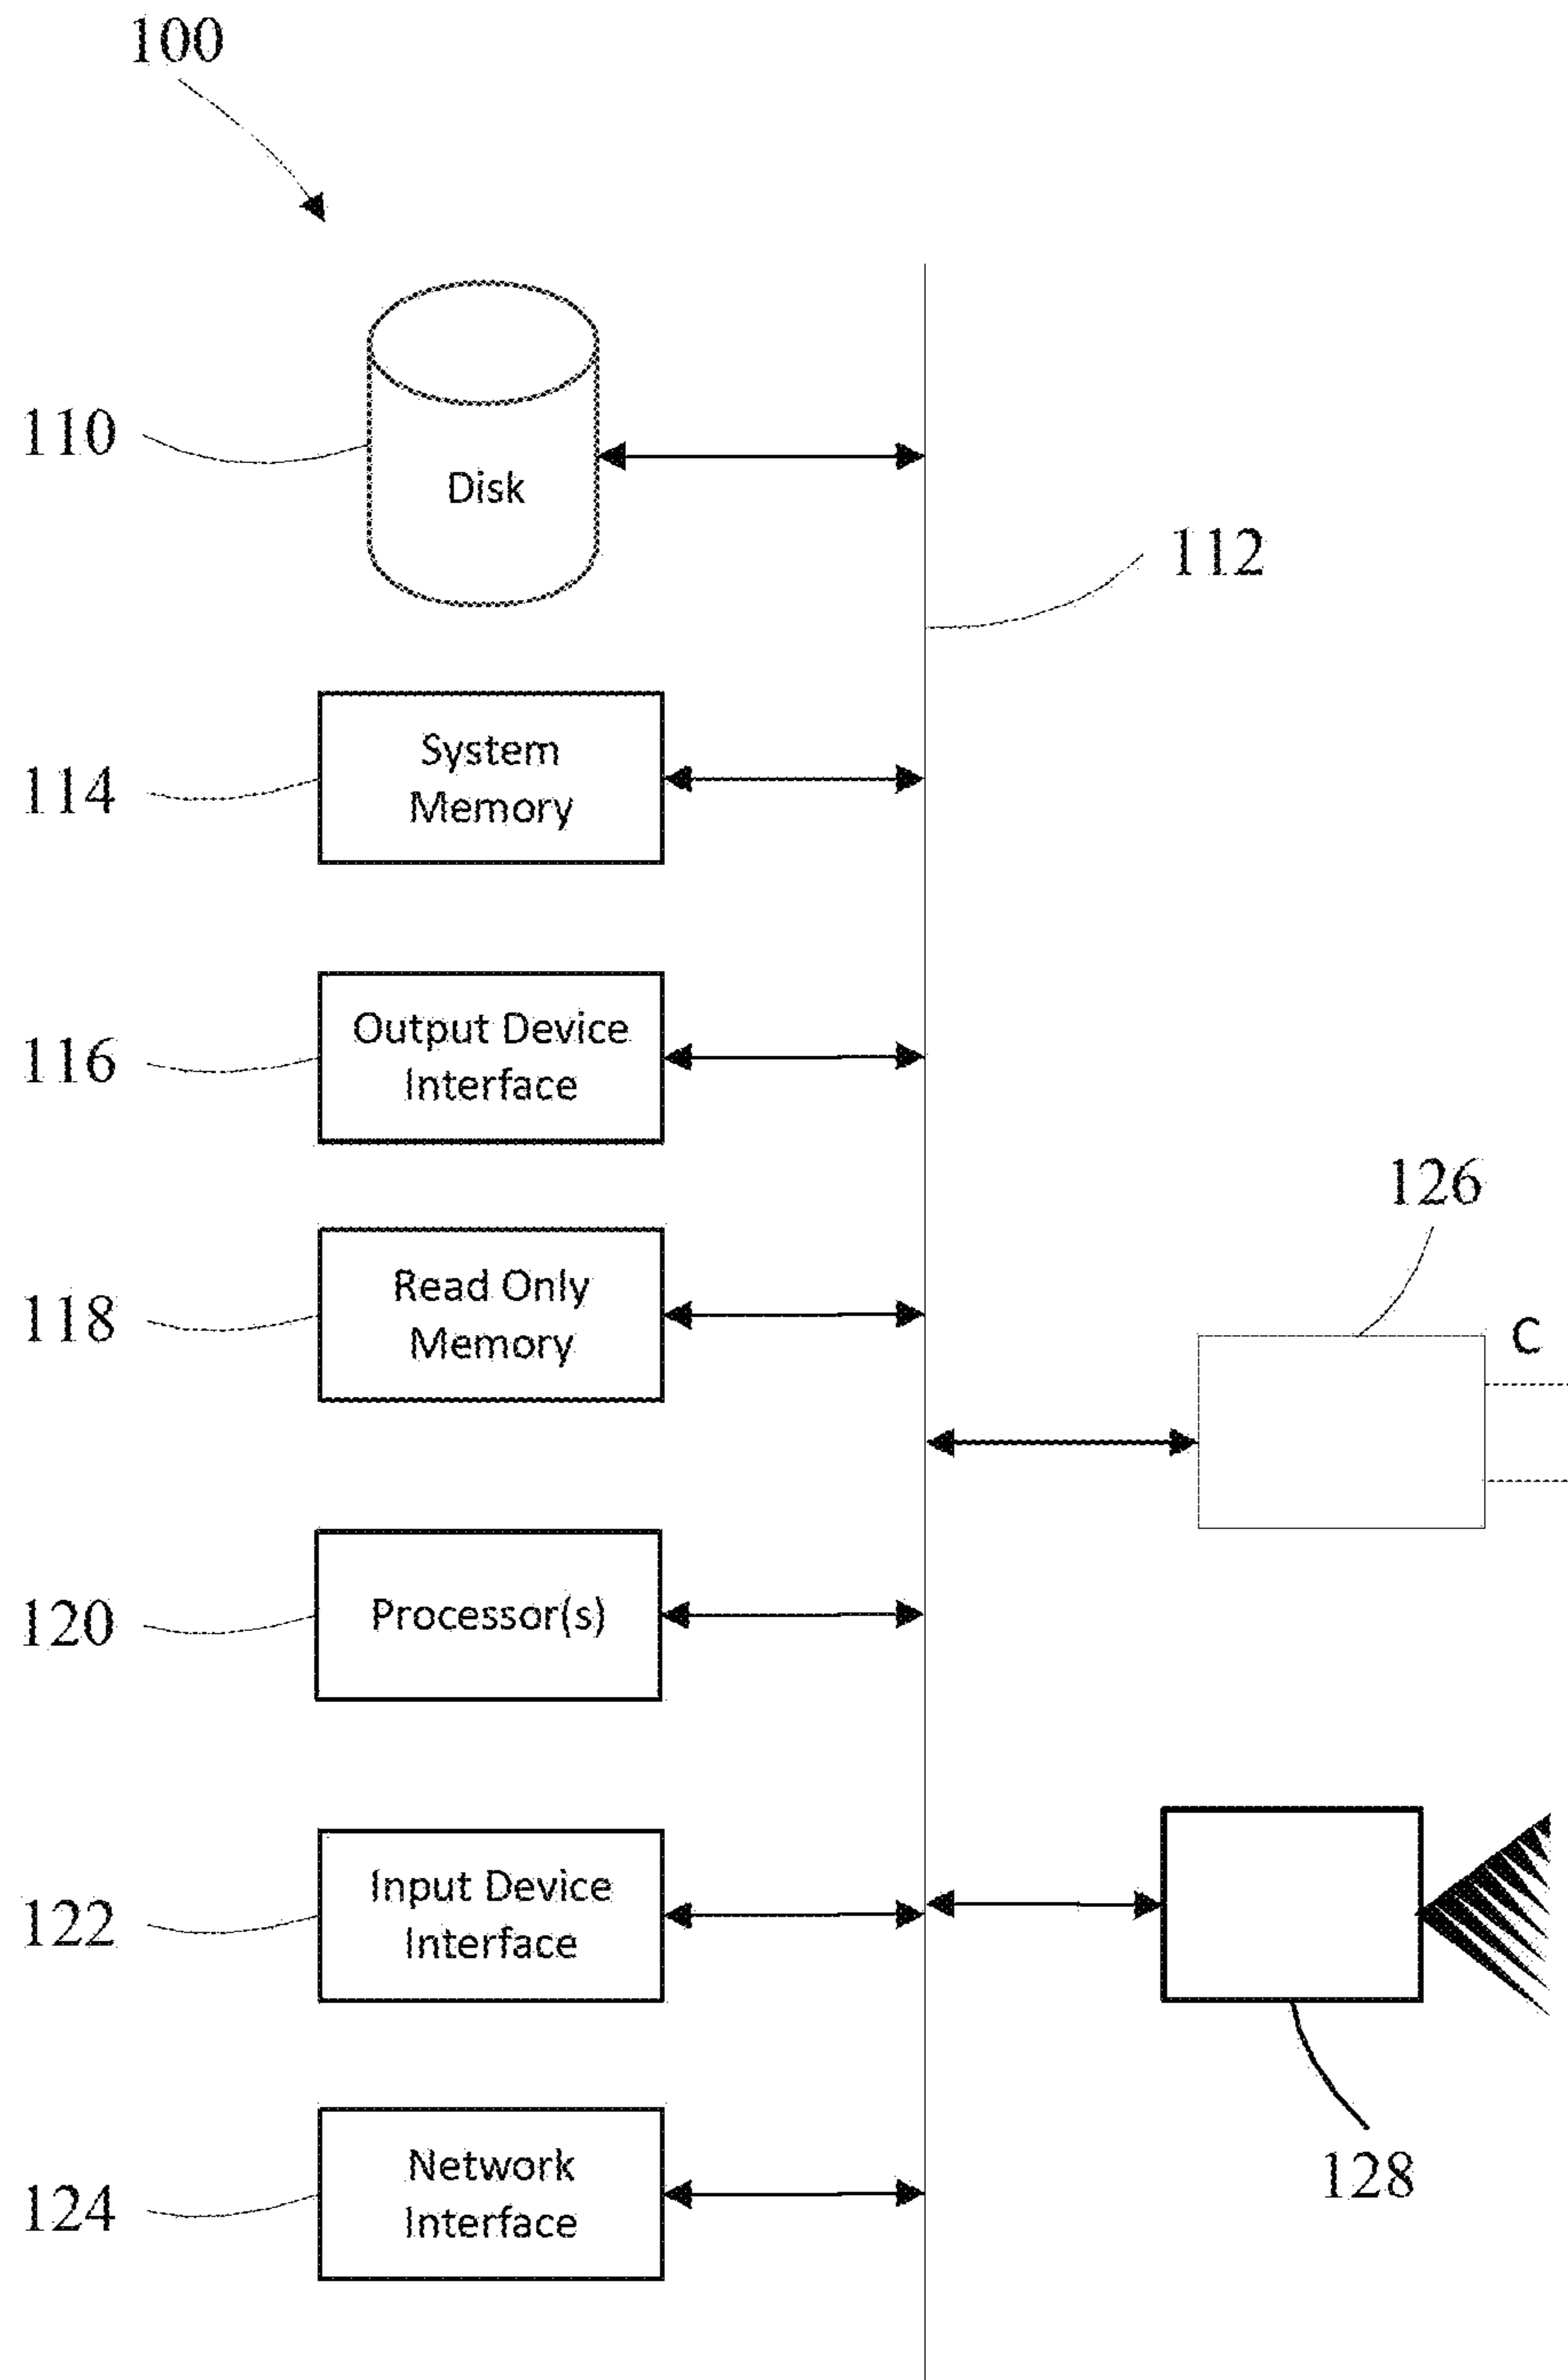 100
110
Disk
112
114
System
Memory
116
Output Device
Interface
126
118
Read Only
Memory
C
120
Processor(s)
122
Input Device
Interface
128
124
Network
Interface